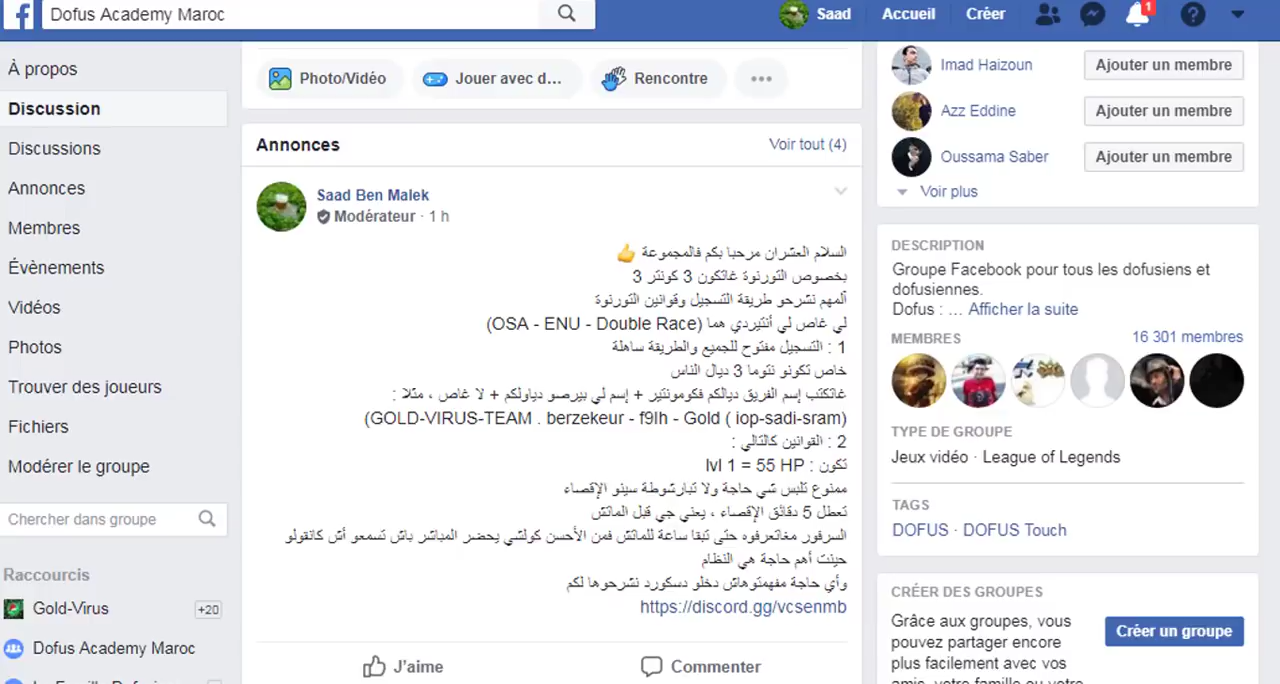 Dofus Academy Maroc
Saad
Accueil
Créer
1
À propos
Discussion
Discussions
Annonces
Membres
Évènements
Vidéos
Photos
Trouver des joueurs
Fichiers
Modérer le groupe
Chercher dans groupe
Raccourcis
Gold-Virus
+20
Dofus Academy Maroc
Photo/Vidéo
Jouer avec d...
Rencontre
Annonces
Voir tout (4)
Saad Ben Malek
Modérateur · 1 h
السلام العشران مرحبا بكم فالمجموعة 👍
بخصوص التورنوة غاتكون 3 كونتر 3
ألمهم نشرحو طريقة التسجيل وقوانين التورنوة
لي غاص لي أنتيردي هما (OSA - ENU - Double Race)
1 : التسجيل مفتوح للجميع والطريقة ساهلة
خاص تكونو نتوما 3 ديال الناس
غاتكتب إسم الفريق ديالكم فكومونتير + إسم لي بيرصو دياولكم + لا غاص ، مثلا :
(GOLD-VIRUS-TEAM . berzekeur - f9lh - Gold ( iop-sadi-sram)
2 : القوانين كالتالي :
تكون : lvl 1 = 55 HP
ممنوع تلبس شي حاجة ولا تبارشوطة سينو الإقصاء
تعطل 5 دقائق الإقصاء ، يعني جي قبل الماتش
السرفور مغاتعرفوه حتى تبقا ساعة للماتش فمن الأحسن كولشي يحضر المباشر باش تسمعو أش كانقولو
حينت أهم حاجة هي النظام
وأي حاجة مفهمتوهاش دخلو دسكورد نشرحوها لكم
https://discord.gg/vcsenmb
J'aime
Commenter
Imad Haizoun
Ajouter un membre
Azz Eddine
Ajouter un membre
Oussama Saber
Ajouter un membre
Voir plus
DESCRIPTION
Groupe Facebook pour tous les dofusiens et
dofusiennes.
Dofus : ... Afficher la suite
MEMBRES
16 301 membres
TYPE DE GROUPE
Jeux vidéo · League of Legends
TAGS
DOFUS · DOFUS Touch
CRÉER DES GROUPES
Grâce aux groupes, vous
pouvez partager encore
plus facilement avec vos
amis, votre famille ou votre
Créer un groupe